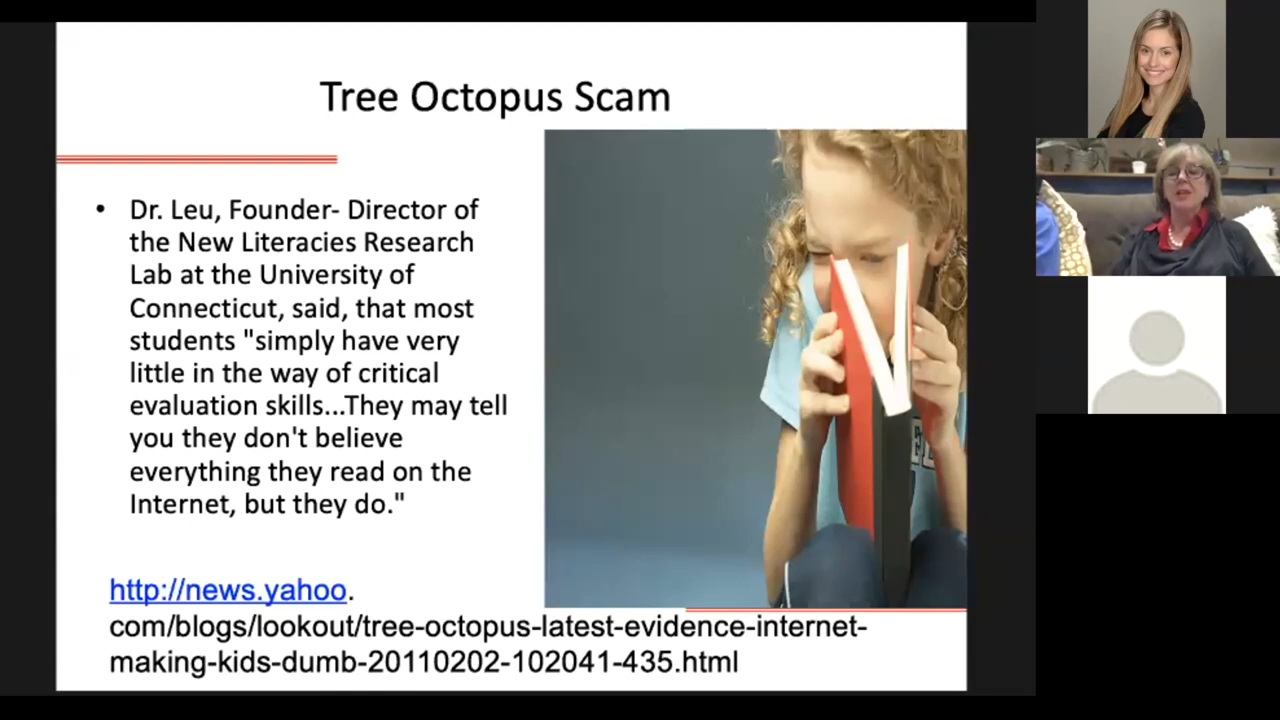 Tree Octopus Scam
• Dr. Leu, Founder- Director of
the New Literacies Research
Lab at the University of
Connecticut, said, that most
students "simply have very
little in the way of critical
evaluation skills...They may tell
you they don't believe
everything they read on the
Internet, but they do."
http://news.yahoo.
com/blogs/lookout/tree-octopus-latest-evidence-internet-
making-kids-dumb-20110202-102041-435.html